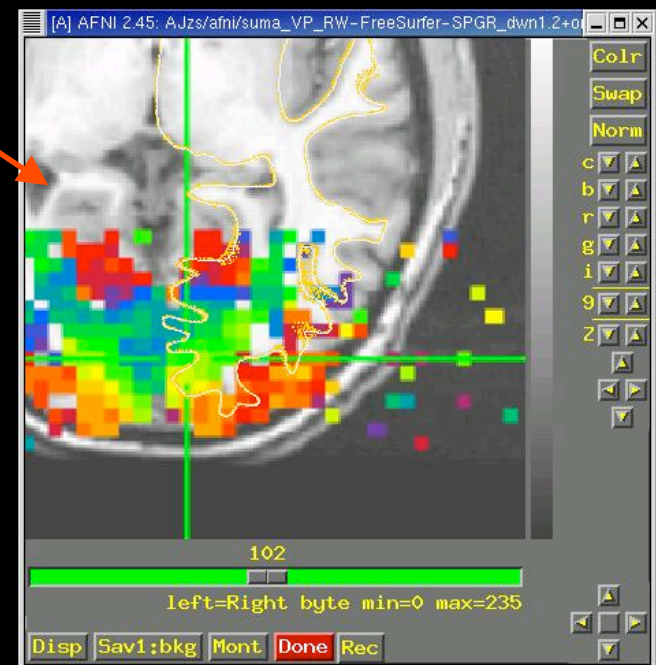 [A] AFNI 2.45: AJzs/afni/suma_VP_RW-FreeSurfer-SPGR_dwn1.2+o
Colr
Swap
Norm
c
b
r
g
i
9
Z
102
left=Right byte min=0 max=235
Disp Sav1:bkg Mont Done Rec